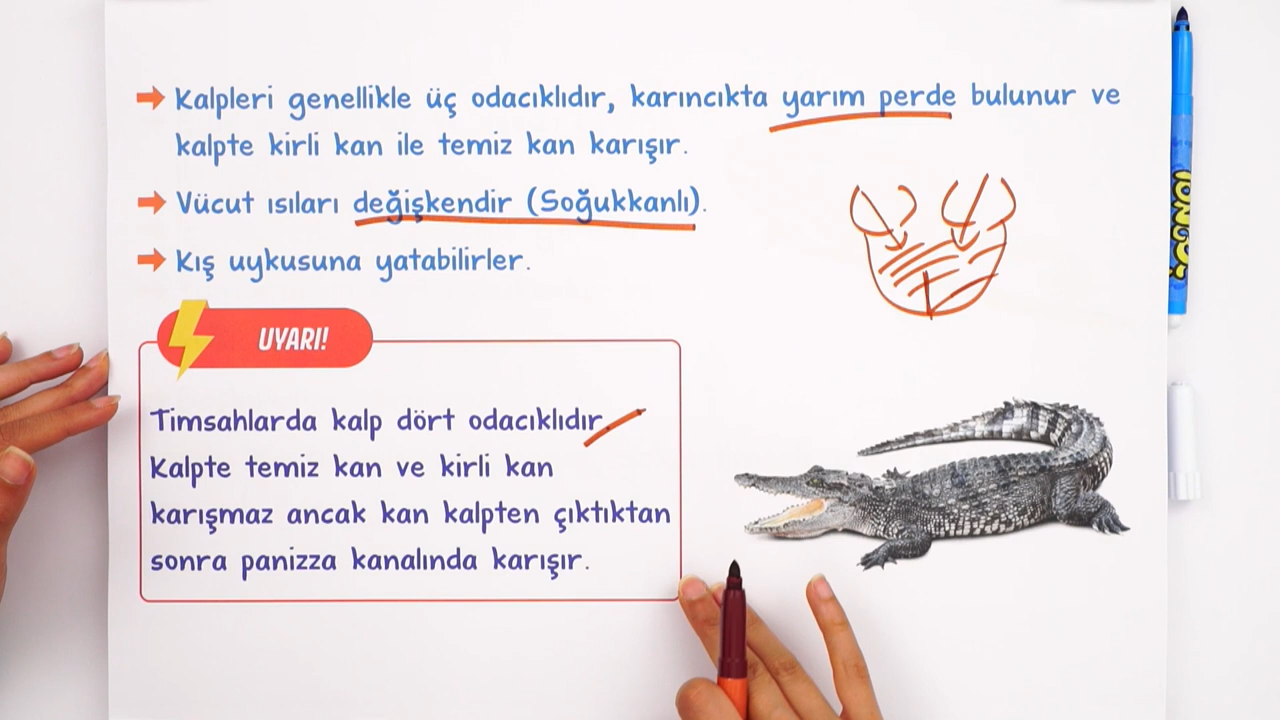 Kalpleri genellikle üç odacıklıdır, karıncıkta yarım perde bulunur ve
kalpte kirli kan ile temiz kan karışır.
Vücut ısıları değişkendir (Soğukkanlı).
Kış uykusuna yatabilirler.
UYARI!
Timsahlarda kalp dört odacıklıdır.
Kalpte temiz kan ve kirli kan
karışmaz ancak kan kalpten çıktıktan
sonra panizza kanalında karışır.